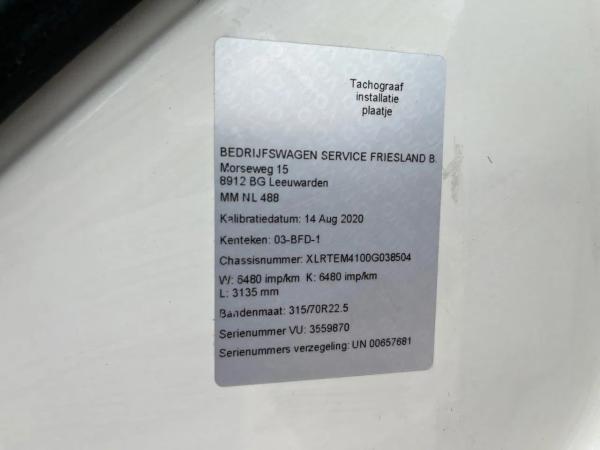 Tachograaf
installatie
plaatje
BEDRIJFSWAGEN SERVICE FRIESLAND B.
Morseweg 15
8912 BG Leeuwarden
MM NL 488
Kalibratiedatum: 14 Aug 2020
Kenteken: 03-BFD-1
Chassisnummer: XLRTEM4100G038504
W: 6480 imp/km K: 6480 imp/km
L: 3135 mm
Bandenmaat: 315/70R22.5
Serienummer VU: 3559870
Serienummers verzegeling: UN 00657681